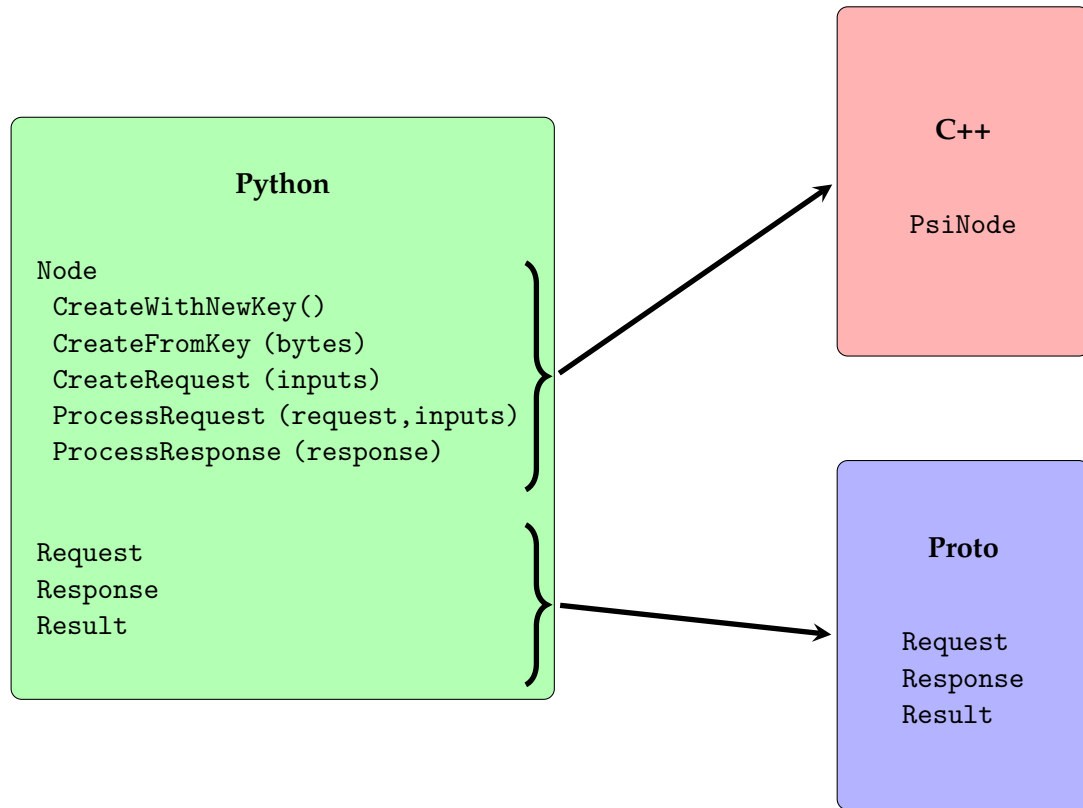 Python
Node
CreateWithNewKey()
CreateFromKey (bytes)
CreateRequest (inputs)
ProcessRequest (request,inputs)
ProcessResponse (response)
Request
Response
Result
C++
PsiNode
Proto
Request
Response
Result